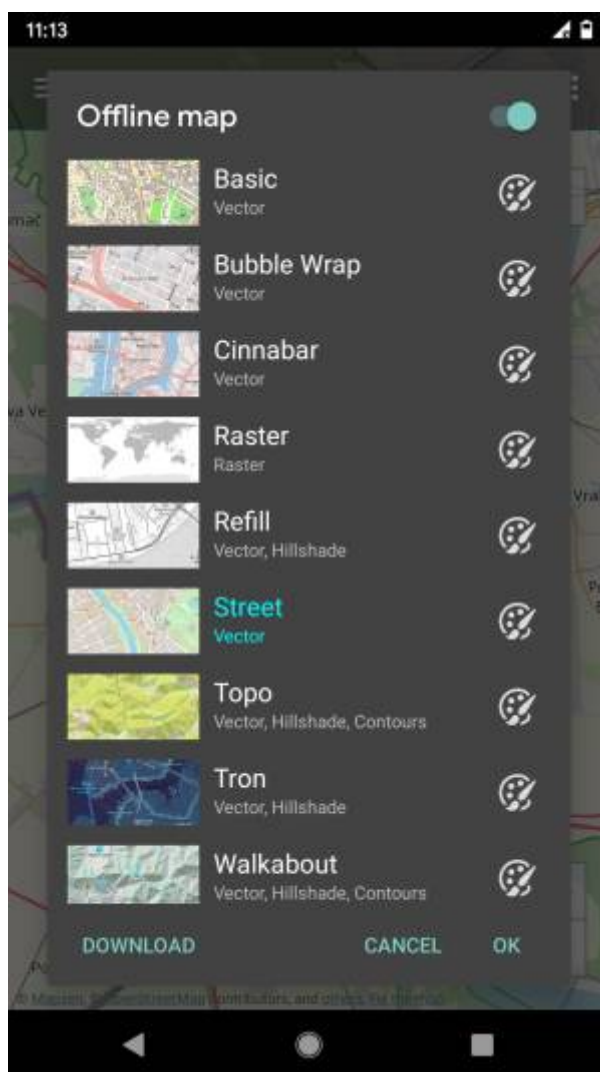 11:13
Offline map
Basic
Vector
Bubble Wrap
Vector
Cinnabar
Vector
Raster
Raster
Refill
Vector, Hillshade
Street
Vector
Topo
Vector, Hillshade, Contours
Tron
Vector, Hillshade
Walkabout
Vector, Hillshade, Contours
DOWNLOAD CANCEL OK